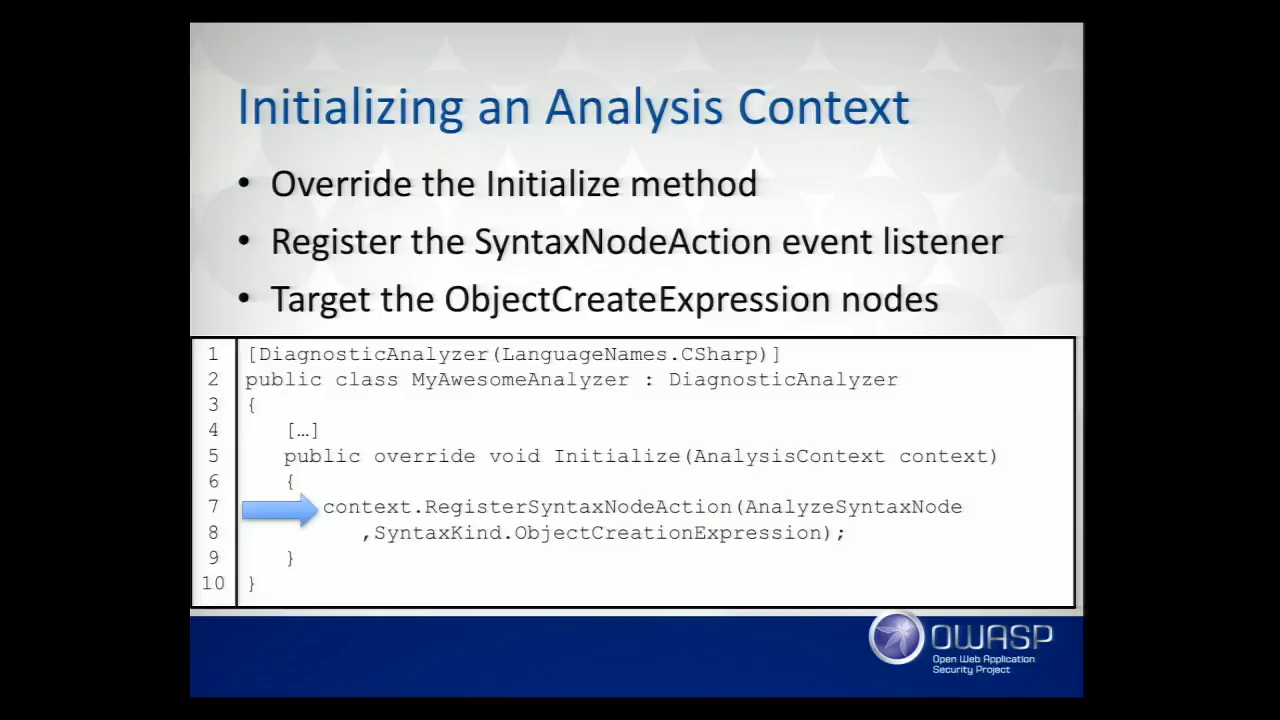 Initializing an Analysis Context
• Override the Initialize method
• Register the SyntaxNodeAction event listener
• Target the ObjectCreateExpression nodes
1 [DiagnosticAnalyzer(LanguageNames.CSharp)]
2 public class MyAwesomeAnalyzer : DiagnosticAnalyzer
3 {
4 […]
5 public override void Initialize(AnalysisContext context)
6 {
7 context.RegisterSyntaxNodeAction(AnalyzeSyntaxNode
8 ,SyntaxKind.ObjectCreationExpression);
9 }
10 }
OWASP
Open Web Application
Security Project